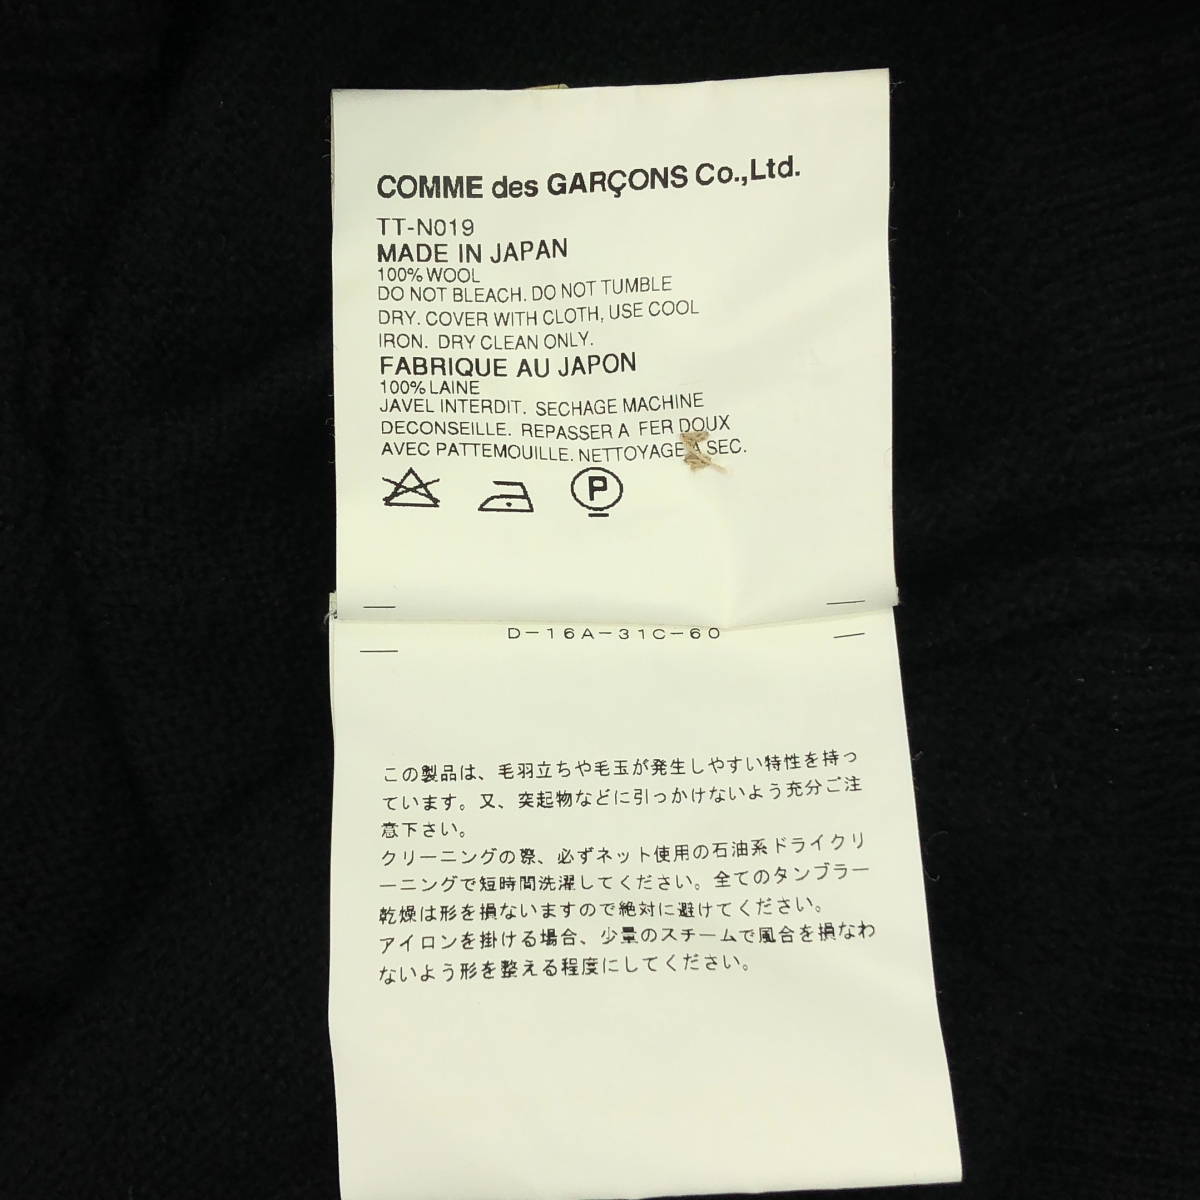 COMME des GARÇONS Co.,Ltd.
TT-N019
MADE IN JAPAN
100% WOOL
DO NOT BLEACH. DO NOT TUMBLE
DRY. COVER WITH CLOTH, USE COOL
IRON. DRY CLEAN ONLY.
FABRIQUE AU JAPON
100% LAINE
JAVEL INTERDIT. SECHAGE MACHINE
DECONSEILLE. REPASSER A FER DOUX
AVEC PATTEMOUILLE. NETTOYAGE A SEC.
P
D-16A-31C-60
この製品は、毛羽立ちや毛玉が発生しやすい特性を持っ
ています。又、突起物などに引っかけないよう充分ご注
意下さい。
クリーニングの際、必ずネット使用の石油系ドライクリ
ーニングで短時間洗濯してください。全てのタンブラー
乾燥は形を損ないますので絶対に避けてください。
アイロンを掛ける場合、少量のスチームで風合を損なわ
ないよう形を整える程度にしてください。